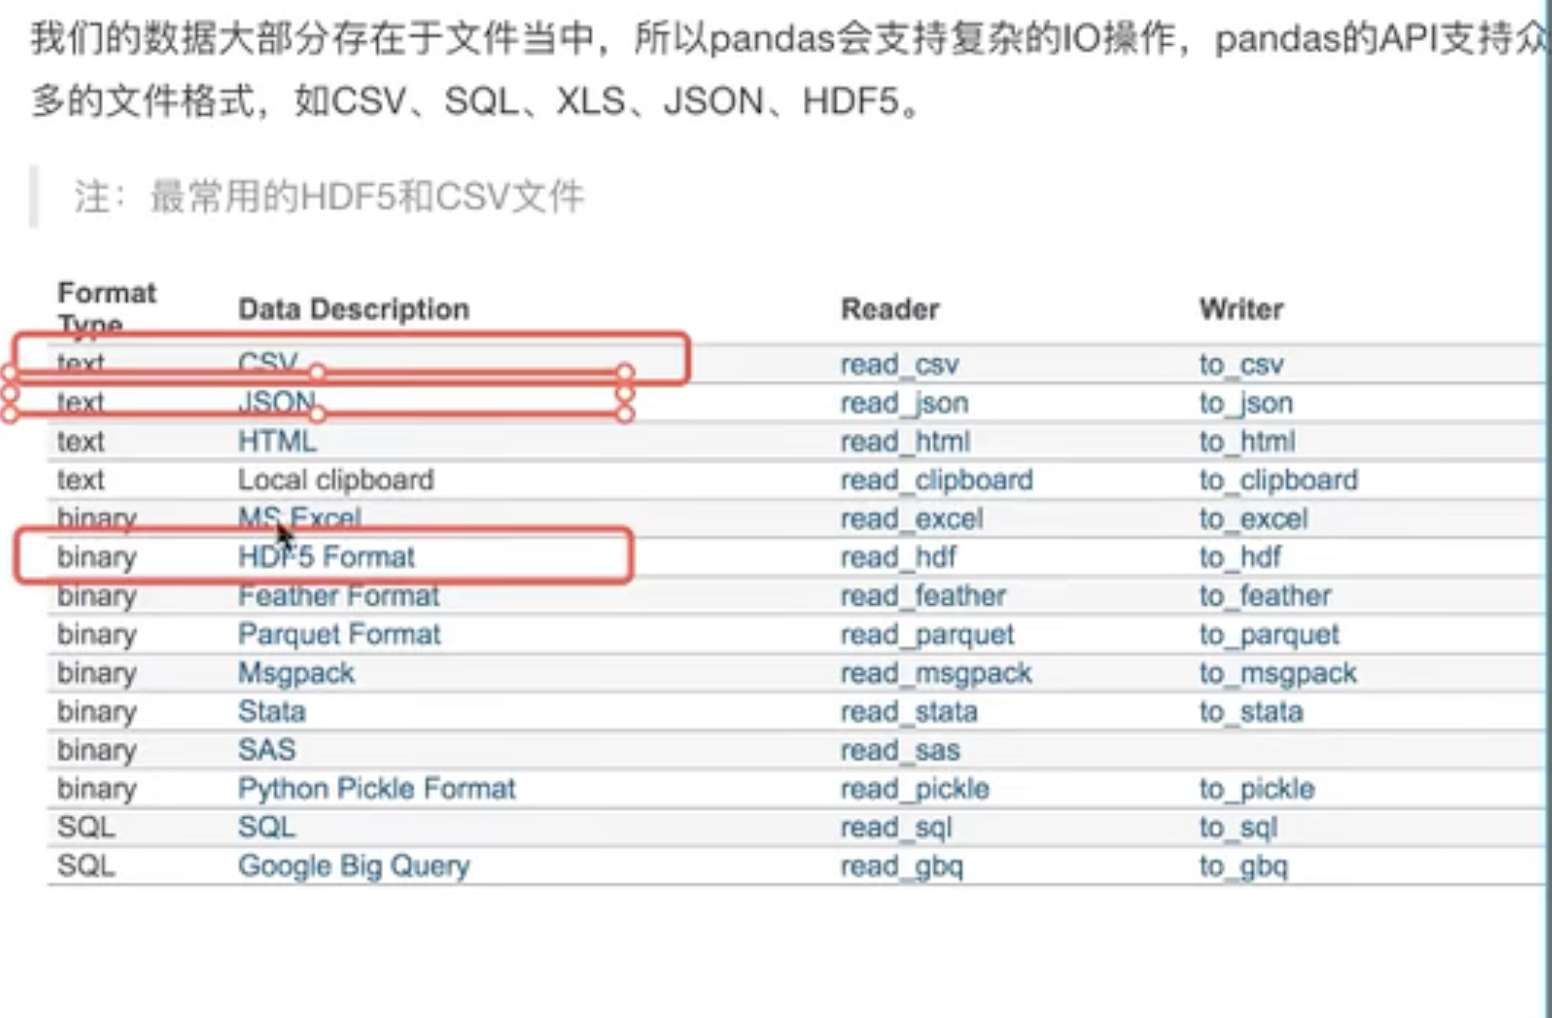 我们的数据大部分存在于文件当中，所以pandas会支持复杂的IO操作，pandas的API支持众
多的文件格式，如CSV、SQL、XLS、JSON、HDF5。
注：最常用的HDF5和CSV文件
Format Type Data Description Reader Writer
text CSV read_csv to_csv
text JSON read_json to_json
text HTML read_html to_html
text Local clipboard read_clipboard to_clipboard
binary MS Excel read_excel to_excel
binary HDF5 Format read_hdf to_hdf
binary Feather Format read_feather to_feather
binary Parquet Format read_parquet to_parquet
binary Msgpack read_msgpack to_msgpack
binary Stata read_stata to_stata
binary SAS read_sas
binary Python Pickle Format read_pickle to_pickle
SQL SQL read_sql to_sql
SQL Google Big Query read_gbq to_gbq